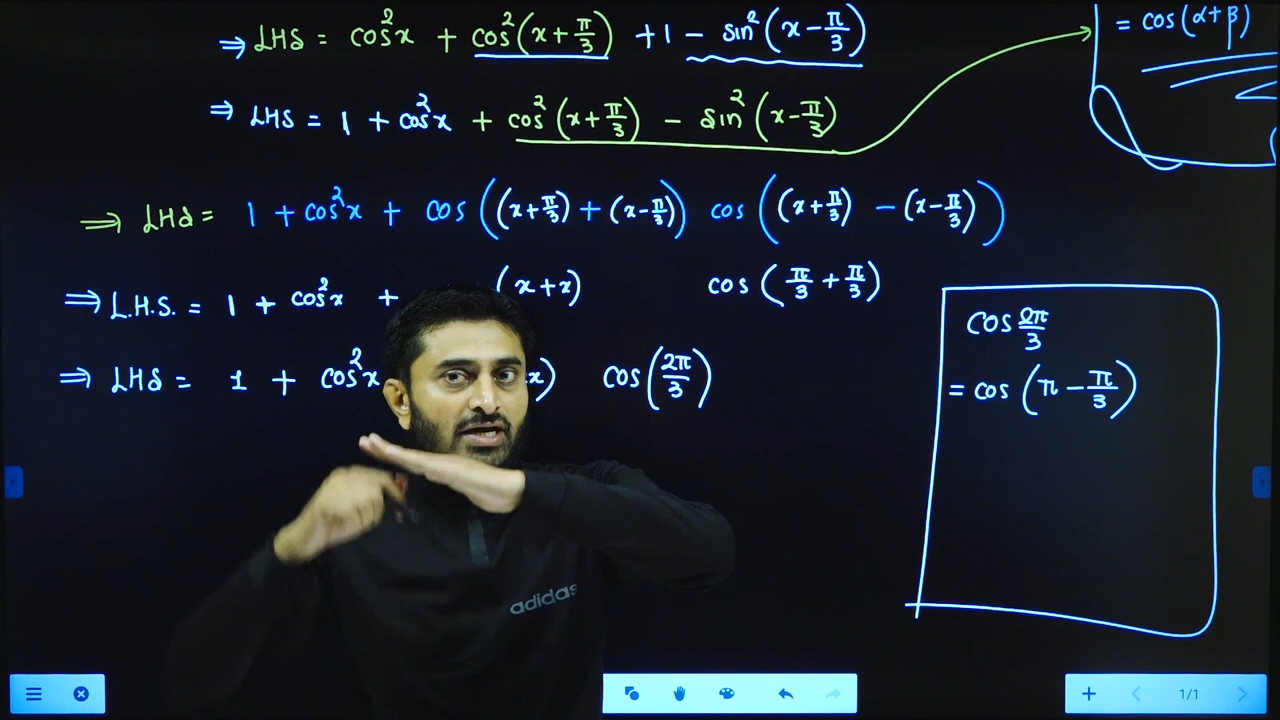 ⇒ LHS = cos²x + cos²(x+π/3) + 1 − sin²(x−π/3)
= cos(α+β)
⇒ LHS = 1 + cos²x + cos²(x+π/3) − sin²(x−π/3)
⇒ LHS = 1 + cos²x + cos((x+π/3)+(x−π/3)) cos((x+π/3) − (x−π/3))
⇒ L.H.S. = 1 + cos²x + (x+x) cos(π/3 + π/3)
⇒ LHS = 1 + cos²x x) cos(2π/3)
cos 2π/3
= cos(π − π/3)
adidas
1/1